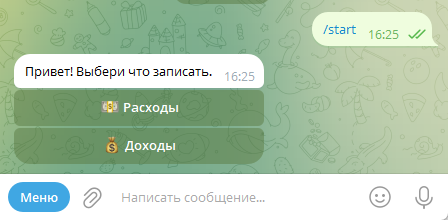 /start 16:25
Привет! Выбери что записать. 16:25
💵 Расходы
💰 Доходы
Меню Написать сообщение...